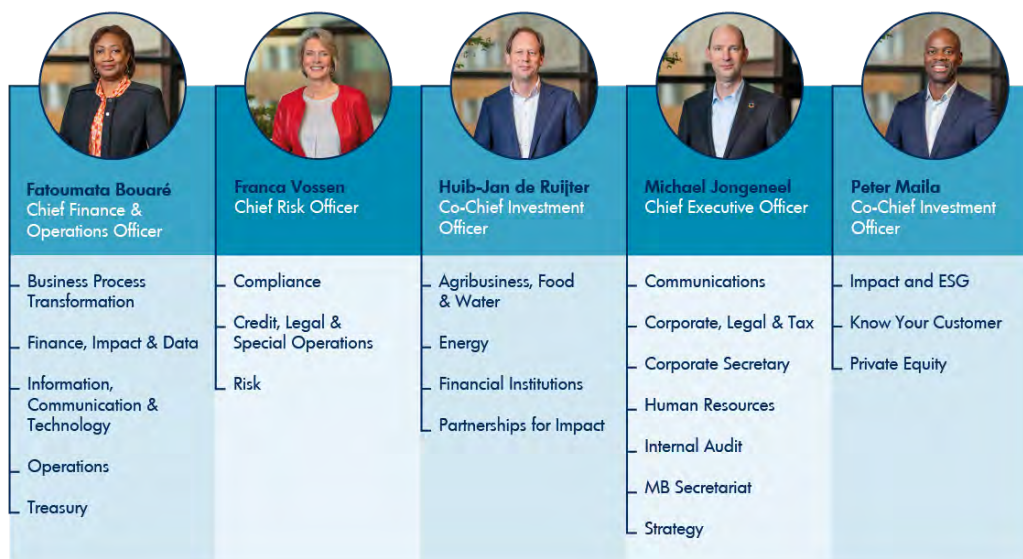 Fatoumata Bouaré
Chief Finance &
Operations Officer
Business Process
Transformation
Finance, Impact & Data
Information,
Communication &
Technology
Operations
Treasury
Franca Vossen
Chief Risk Officer
Compliance
Credit, Legal &
Special Operations
Risk
Huib-Jan de Ruijter
Co-Chief Investment
Officer
Agribusiness, Food
& Water
Energy
Financial Institutions
Partnerships for Impact
Michael Jongeneel
Chief Executive Officer
Communications
Corporate, Legal & Tax
Corporate Secretary
Human Resources
Internal Audit
MB Secretariat
Strategy
Peter Maila
Co-Chief Investment
Officer
Impact and ESG
Know Your Customer
Private Equity